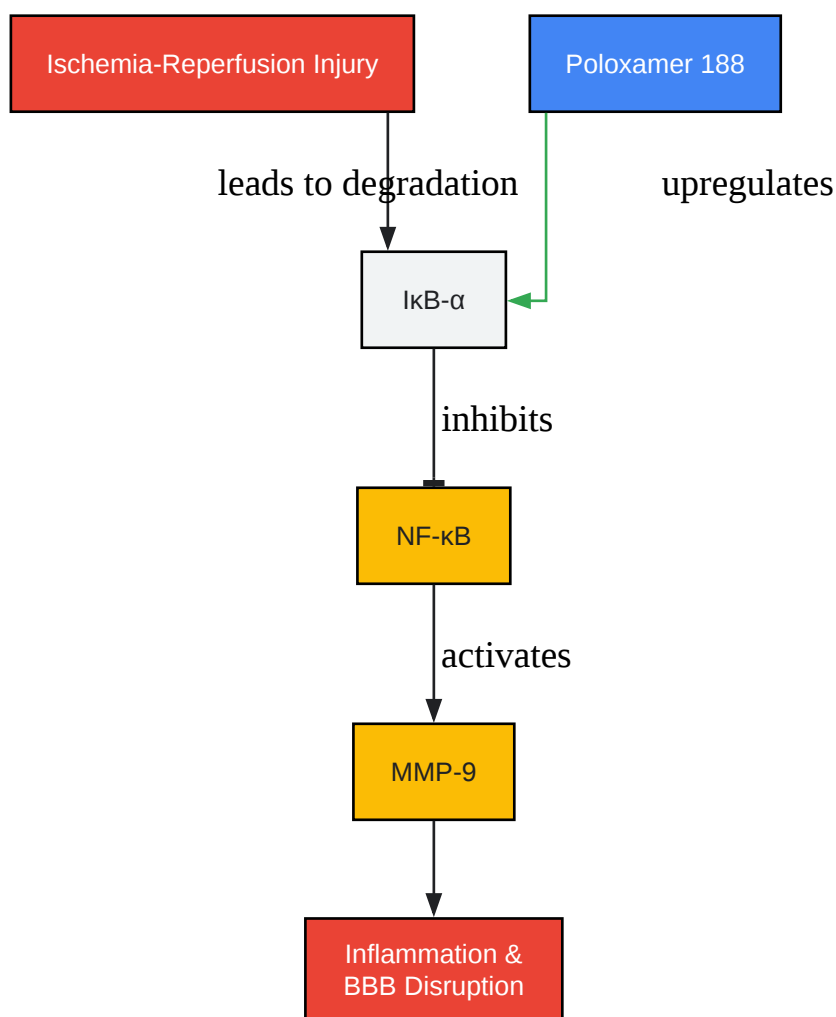 Ischemia-Reperfusion Injury
Poloxamer 188
leads to degradation
upregulates
IκB-α
inhibits
NF-κB
activates
MMP-9
Inflammation &
BBB Disruption